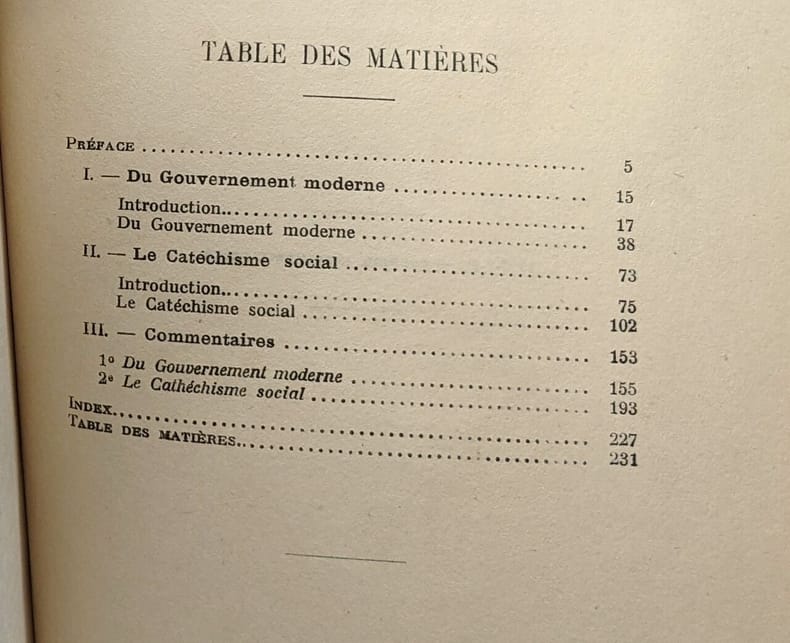 TABLE DES MATIÈRES
PRÉFACE ........................................ 5
I. — Du Gouvernement moderne .................... 15
Introduction.................................... 17
Du Gouvernement moderne ........................ 38
II. — Le Catéchisme social ...................... 73
Introduction.................................... 75
Le Catéchisme social ........................... 102
III. — Commentaires ............................. 153
1º Du Gouvernement moderne ..................... 155
2e Le Cathéchisme social ....................... 193
INDEX........................................... 227
TABLE DES MATIÈRES.............................. 231